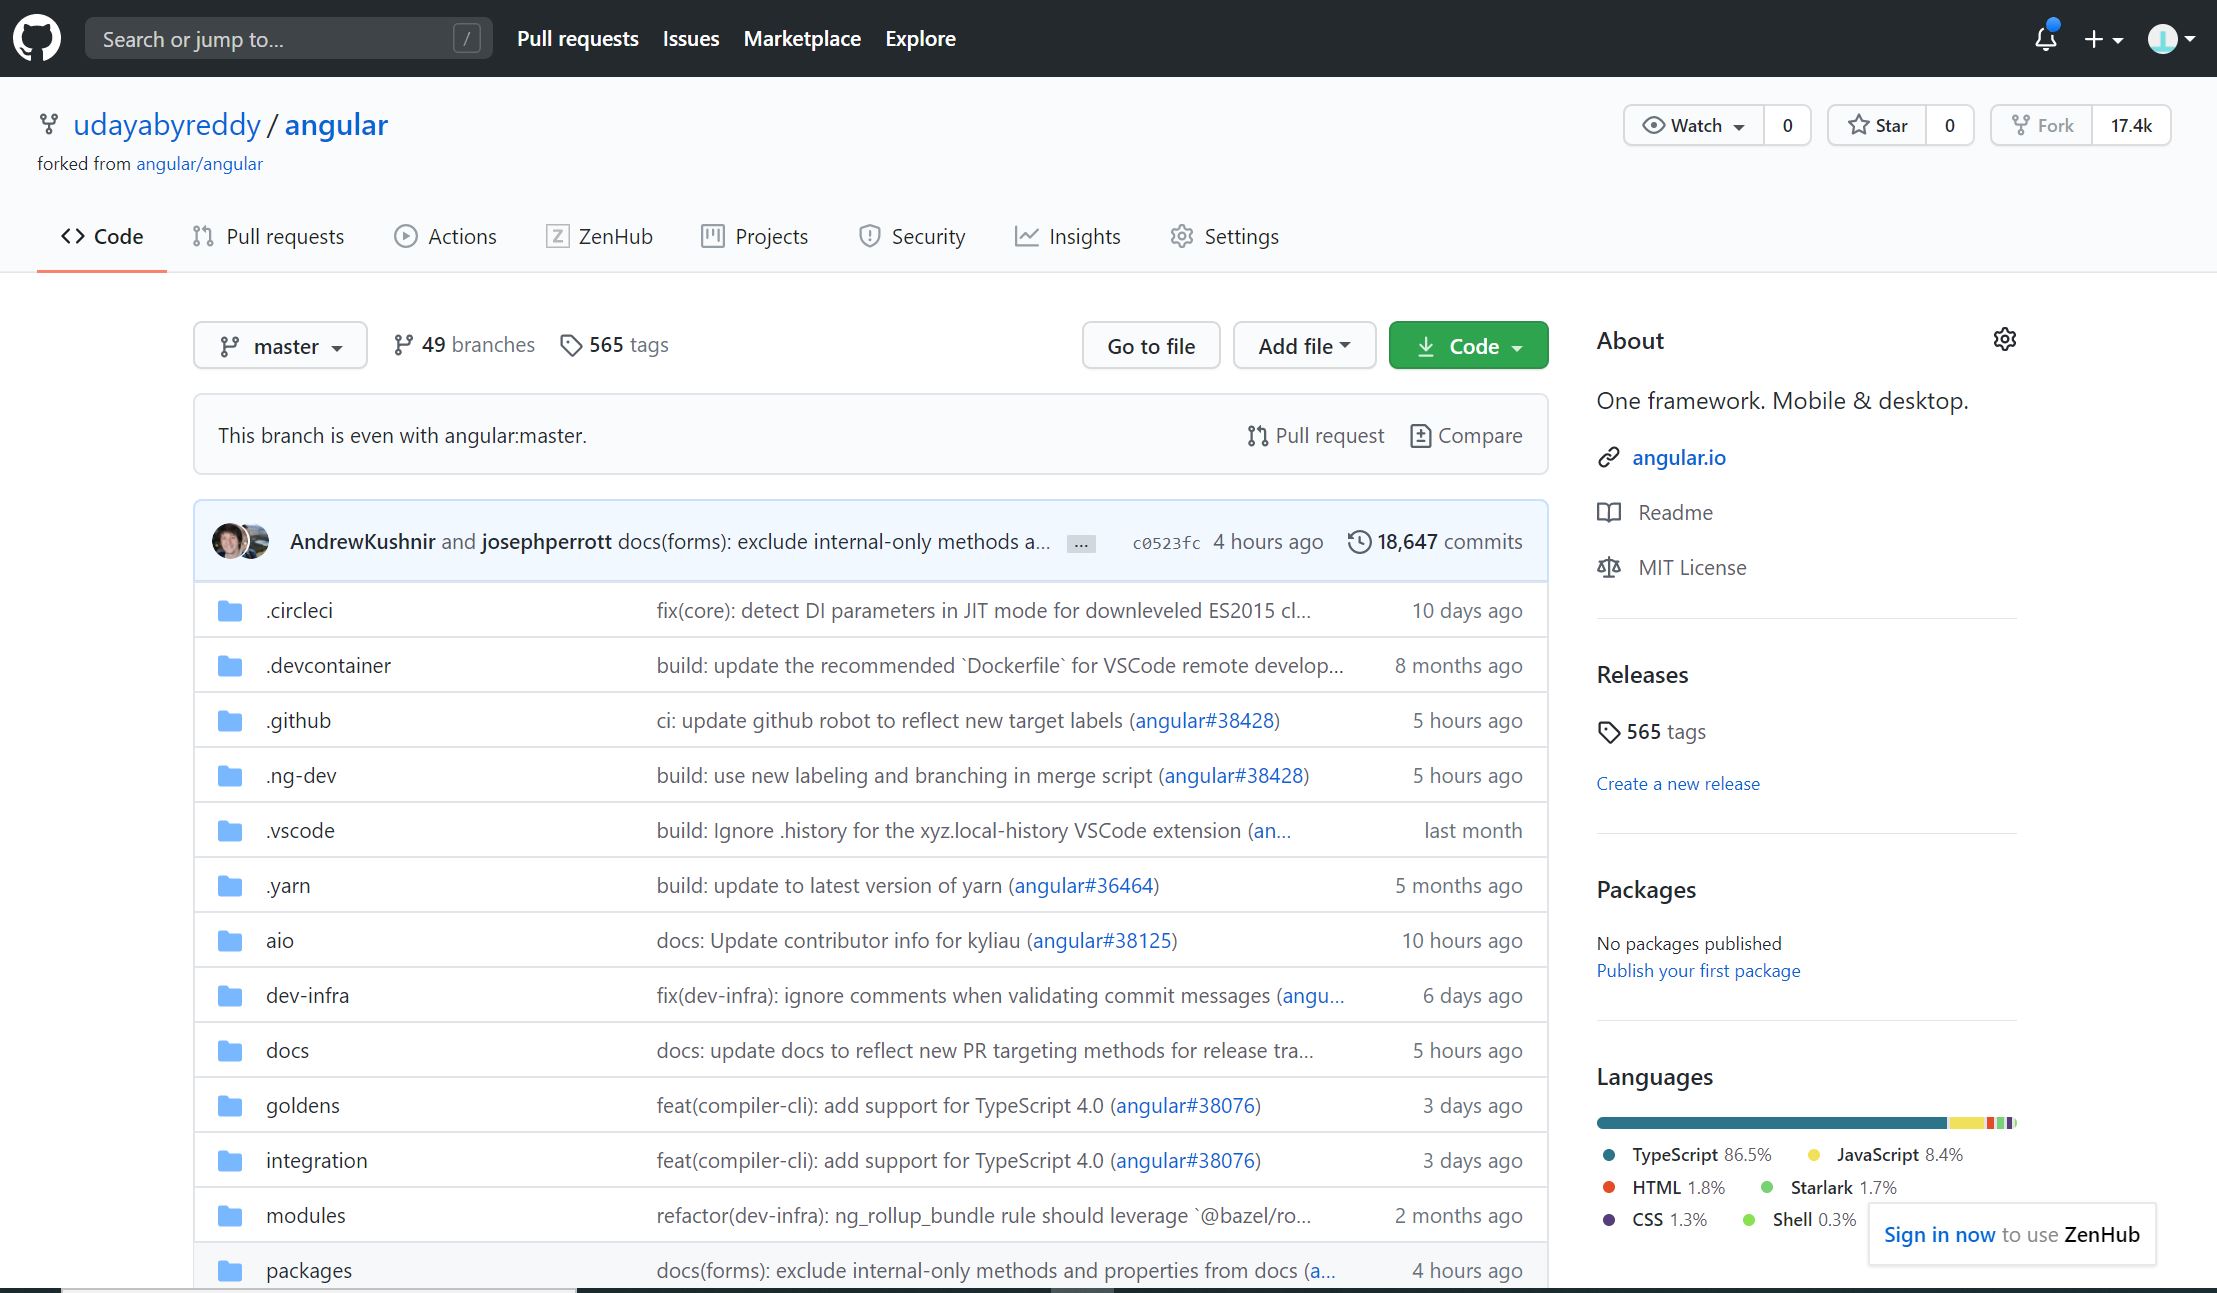 Search or jump to... /
Pull requests Issues Marketplace Explore
udayabyreddy / angular
forked from angular/angular
Watch 0 Star 0 Fork 17.4k
Code Pull requests Actions Z ZenHub Projects Security Insights Settings
master 49 branches 565 tags
Go to file Add file Code
This branch is even with angular:master.
Pull request Compare
AndrewKushnir and josephperrott docs(forms): exclude internal-only methods a... ... c0523fc 4 hours ago 18,647 commits
.circleci fix(core): detect DI parameters in JIT mode for downleveled ES2015 cl... 10 days ago
.devcontainer build: update the recommended `Dockerfile` for VSCode remote develop... 8 months ago
.github ci: update github robot to reflect new target labels (angular#38428) 5 hours ago
.ng-dev build: use new labeling and branching in merge script (angular#38428) 5 hours ago
.vscode build: Ignore .history for the xyz.local-history VSCode extension (an... last month
.yarn build: update to latest version of yarn (angular#36464) 5 months ago
aio docs: Update contributor info for kyliau (angular#38125) 10 hours ago
dev-infra fix(dev-infra): ignore comments when validating commit messages (angu... 6 days ago
docs docs: update docs to reflect new PR targeting methods for release tra... 5 hours ago
goldens feat(compiler-cli): add support for TypeScript 4.0 (angular#38076) 3 days ago
integration feat(compiler-cli): add support for TypeScript 4.0 (angular#38076) 3 days ago
modules refactor(dev-infra): ng_rollup_bundle rule should leverage `@bazel/ro... 2 months ago
packages docs(forms): exclude internal-only methods and properties from docs (a... 4 hours ago
About
One framework. Mobile & desktop.
angular.io
Readme
MIT License
Releases
565 tags
Create a new release
Packages
No packages published
Publish your first package
Languages
TypeScript 86.5% JavaScript 8.4%
HTML 1.8% Starlark 1.7%
CSS 1.3% Shell 0.3%
Sign in now to use ZenHub